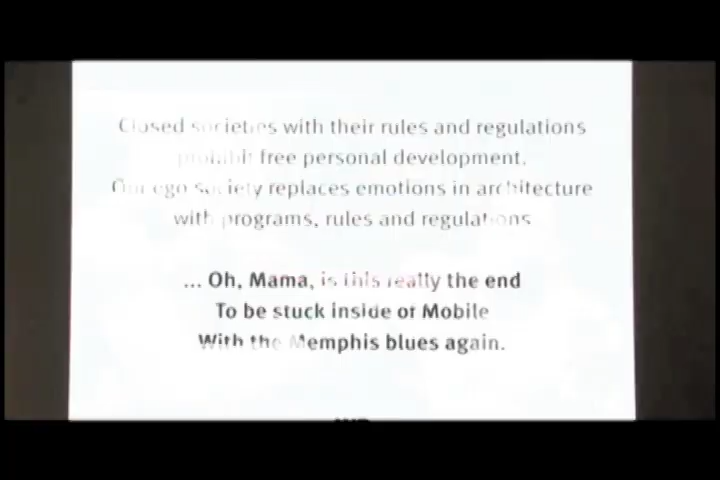 Closed societies with their rules and regulations
prohibit free personal development.
Our ego society replaces emotions in architecture
with programs, rules and regulations
... Oh, Mama, is this really the end
To be stuck inside of Mobile
With the Memphis blues again.